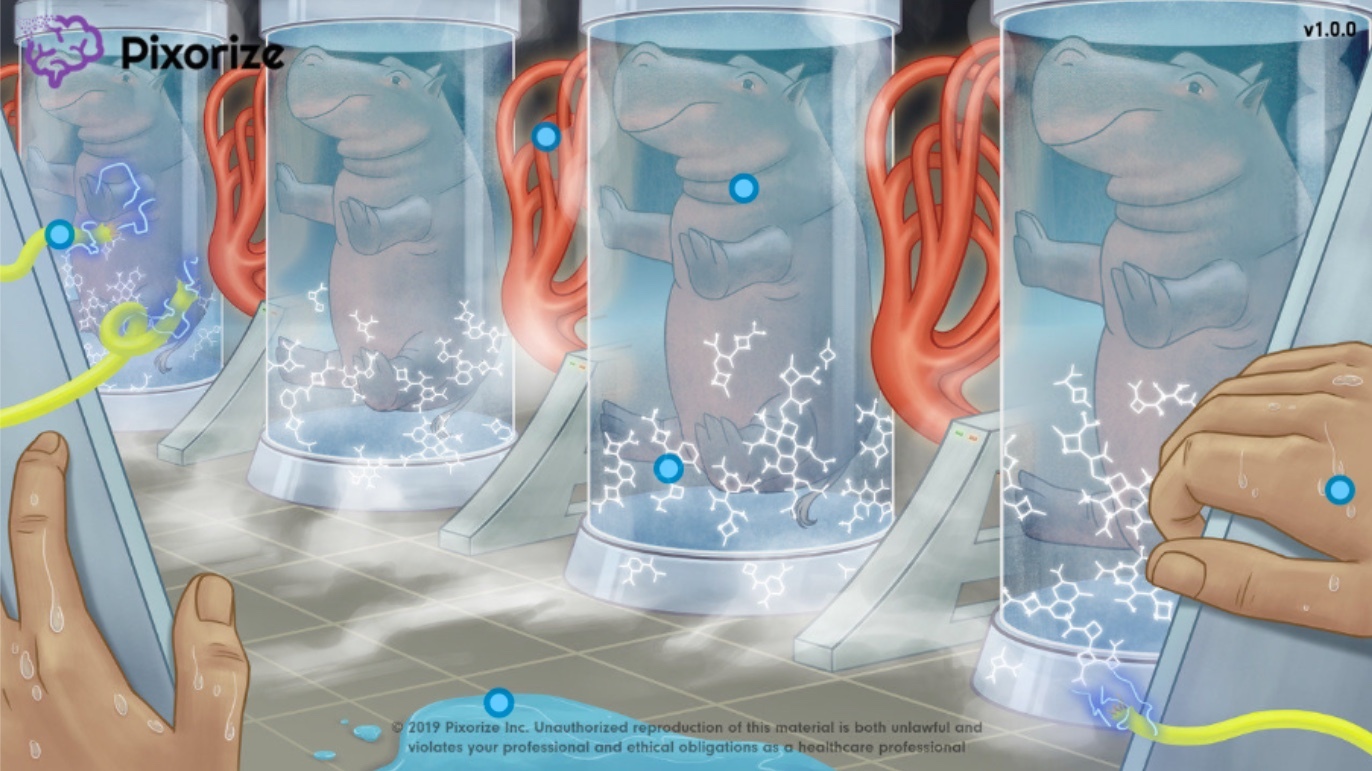 Pixorize
v1.0.0
© 2019 Pixorize Inc. Unauthorized reproduction of this material is both unlawful and
violates your professional and ethical obligations as a healthcare professional